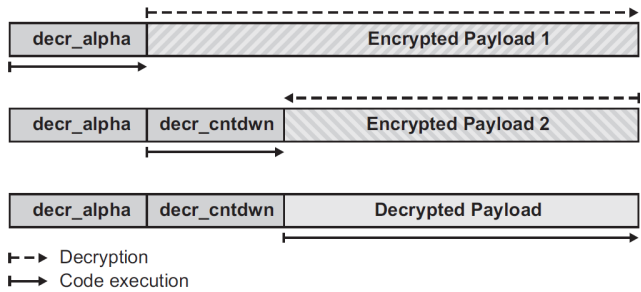 decr_alpha Encrypted Payload 1
decr_alpha decr_cntdwn Encrypted Payload 2
decr_alpha decr_cntdwn Decrypted Payload
Decryption
Code execution